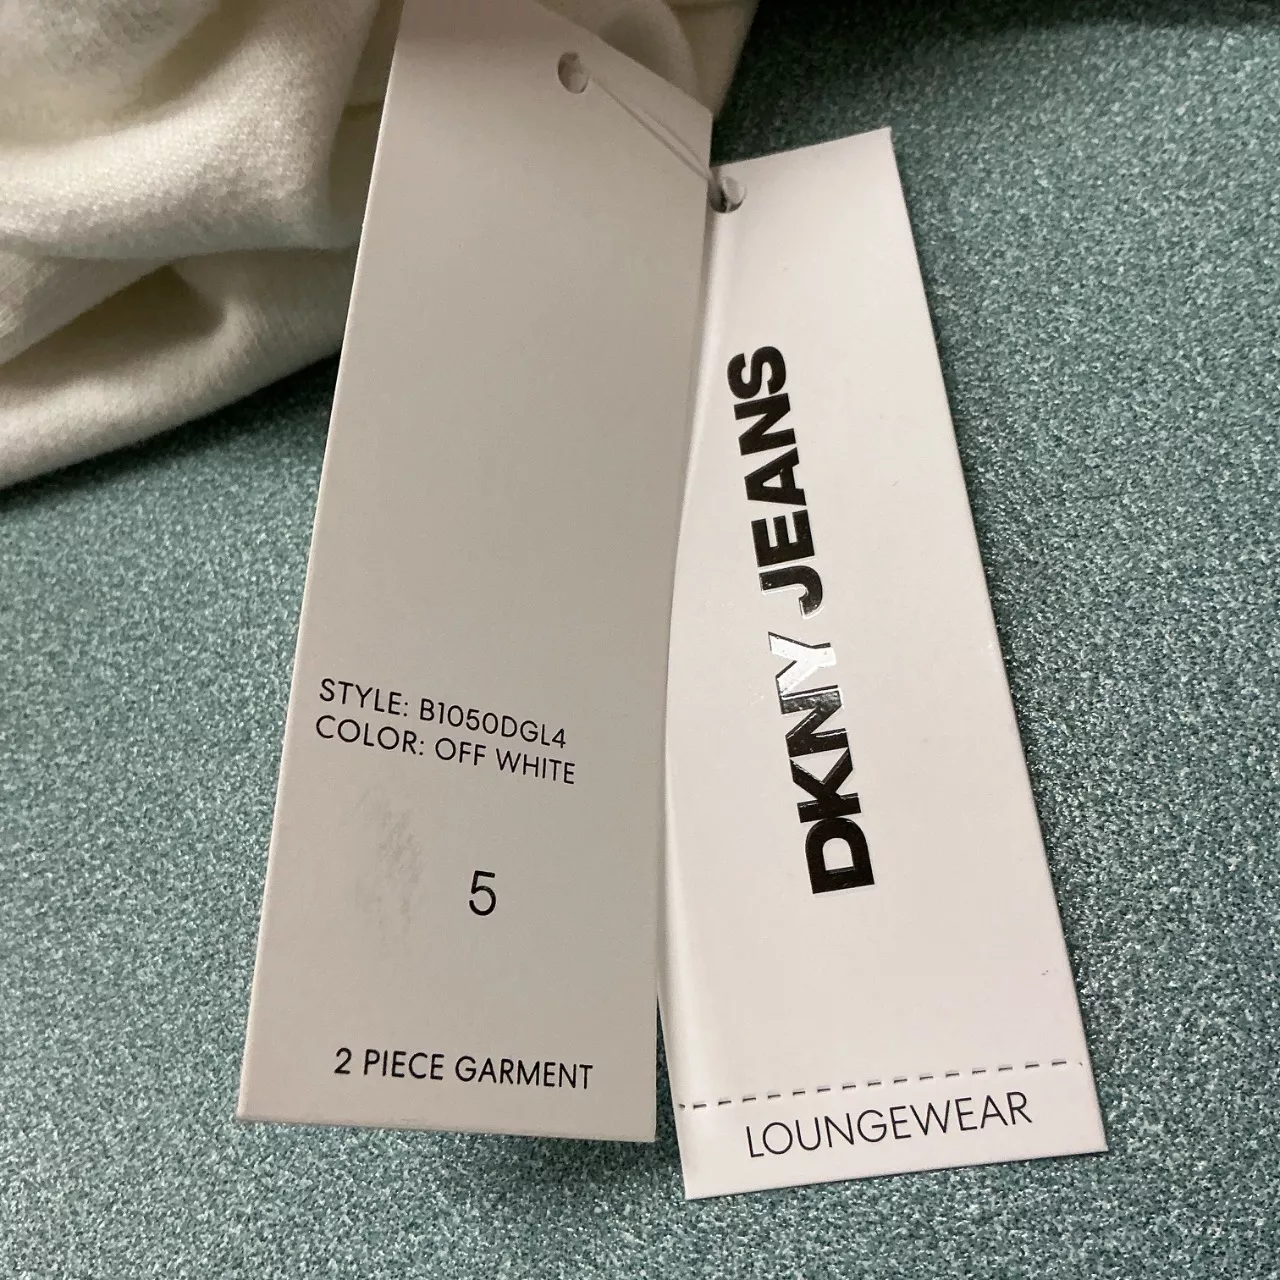 STYLE: B1050DGL4
COLOR: OFF WHITE
5
2 PIECE GARMENT
DKNY JEANS
LOUNGEWEAR